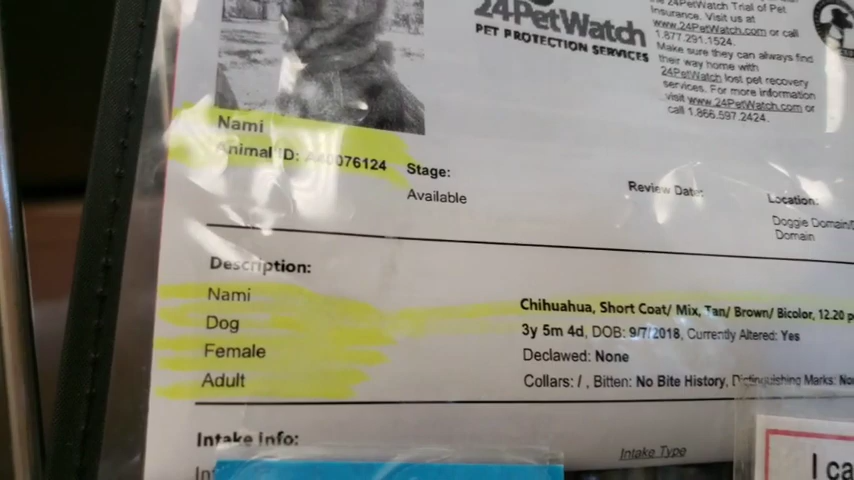 24PetWatch
PET PROTECTION SERVICES
24PetWatch Trial of Pet
Insurance. Visit us at
www.24PetWatch.com or call
1.877.291.1524.
Make sure they can always find
their way home with
24PetWatch lost pet recovery
services. For more information
visit www.24PetWatch.com or
call 1.866.597.2424.
Nami
Animal ID: A40076124
Stage:
Available
Review Date:
Location:
Doggie Domain/D
Domain
Description:
Nami
Dog
Female
Adult
Chihuahua, Short Coat/ Mix, Tan/ Brown/ Bicolor, 12.20 p
3y 5m 4d, DOB: 9/7/2018, Currently Altered: Yes
Declawed: None
Collars: / , Bitten: No Bite History, Distinguishing Marks: No
Intake Info:
Intake Type
I ca